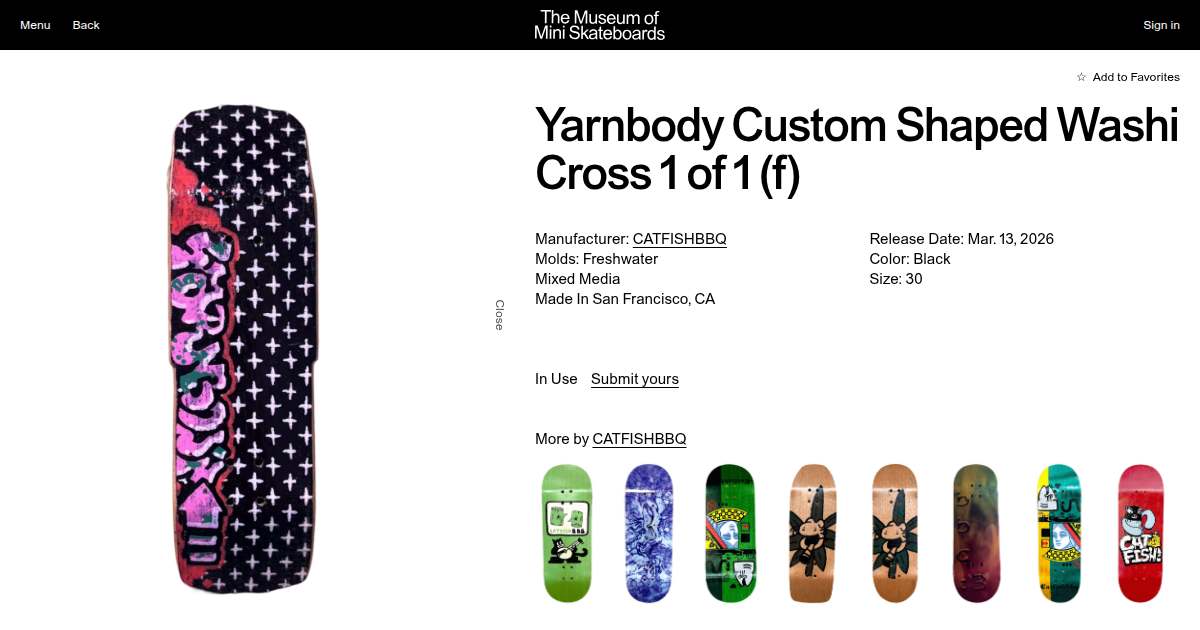 Menu
Back
The Museum of
Mini Skateboards
Sign in
☆ Add to Favorites
Yarnbody Custom Shaped Washi
Cross 1 of 1 (f)
Manufacturer: CATFISHBBQ
Molds: Freshwater
Mixed Media
Made In San Francisco, CA
Release Date: Mar. 13, 2026
Color: Black
Size: 30
Close
In Use
Submit yours
More by CATFISHBBQ
CAT
FISH!